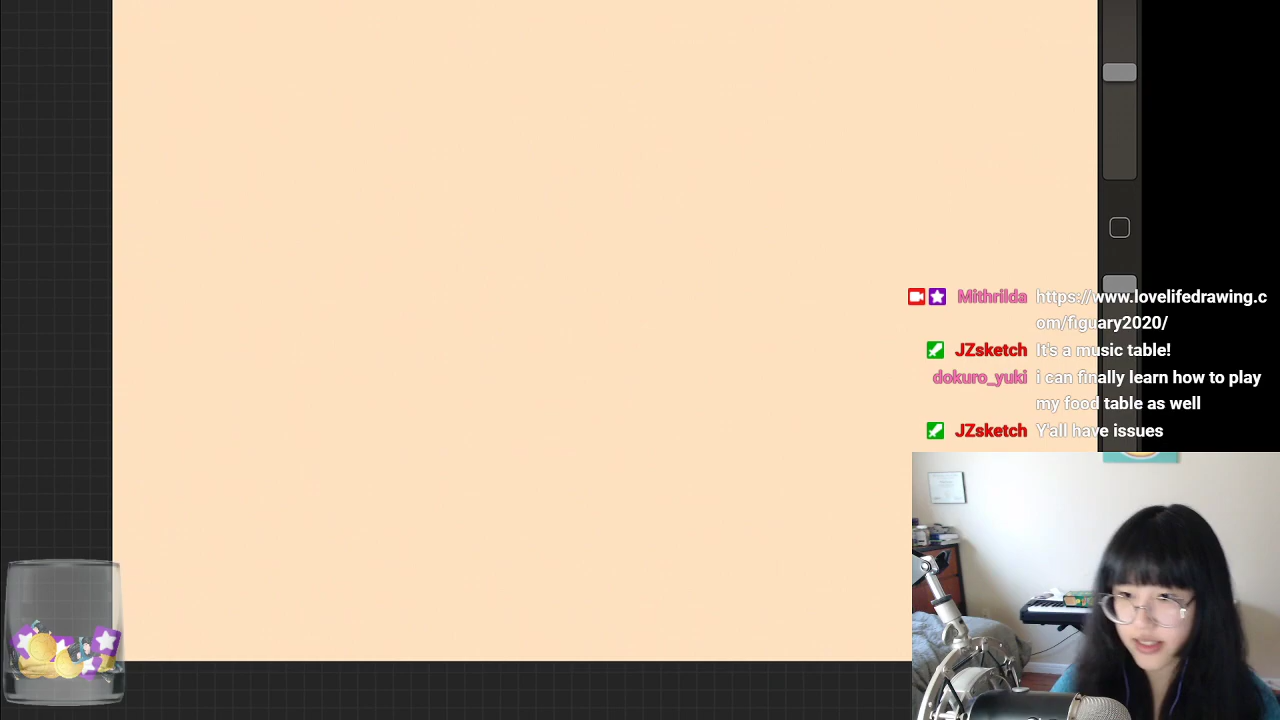 Mithrilda https://www.lovelifedrawing.c
om/figuary2020/
JZsketch It's a music table!
dokuro_yuki i can finally learn how to play
my food table as well
JZsketch Y'all have issues